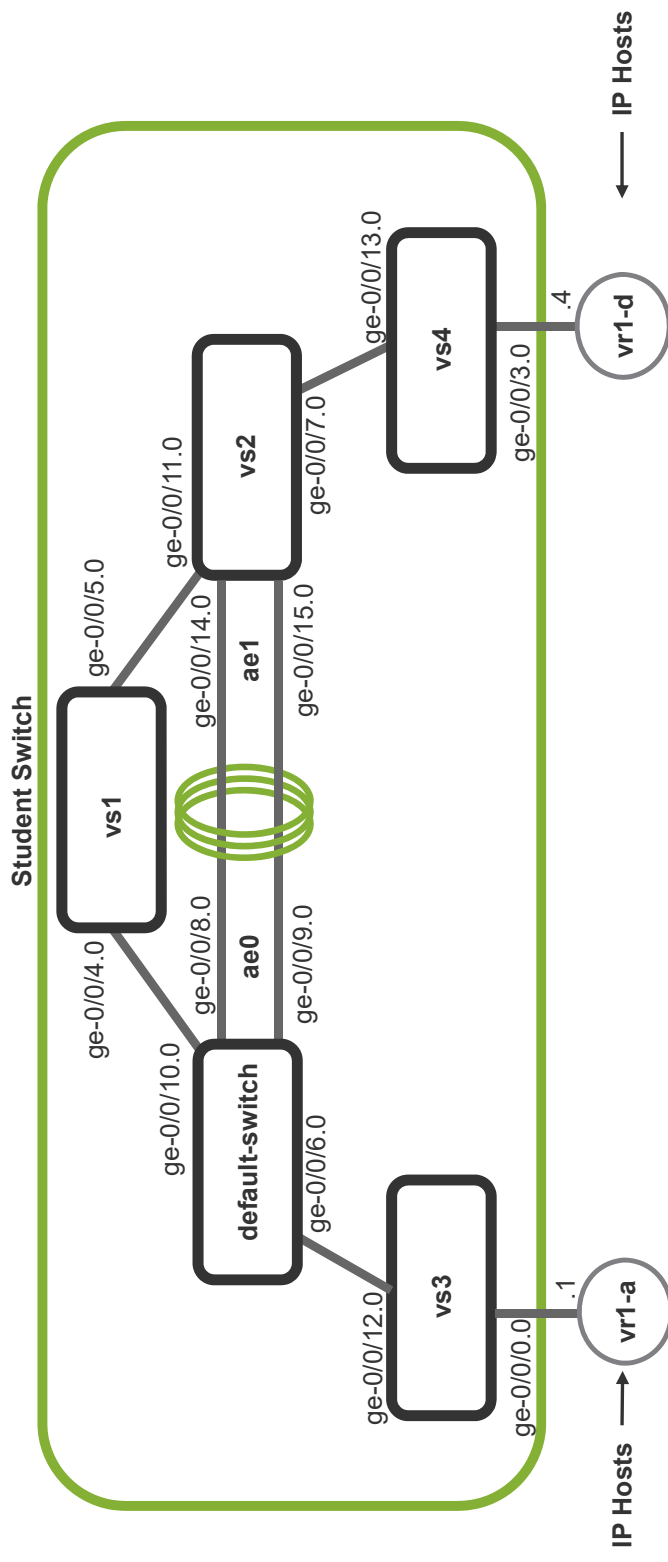 Student Switch
vs1
ge-0/0/4.0
ge-0/0/5.0
ge-0/0/10.0
ge-0/0/11.0
default-switch
ge-0/0/8.0
ge-0/0/14.0
ae0
ae1
vs2
ge-0/0/9.0
ge-0/0/15.0
ge-0/0/6.0
ge-0/0/7.0
ge-0/0/12.0
ge-0/0/13.0
vs3
vs4
ge-0/0/0.0
.1
ge-0/0/3.0
.4
IP Hosts
vr1-a
vr1-d
IP Hosts